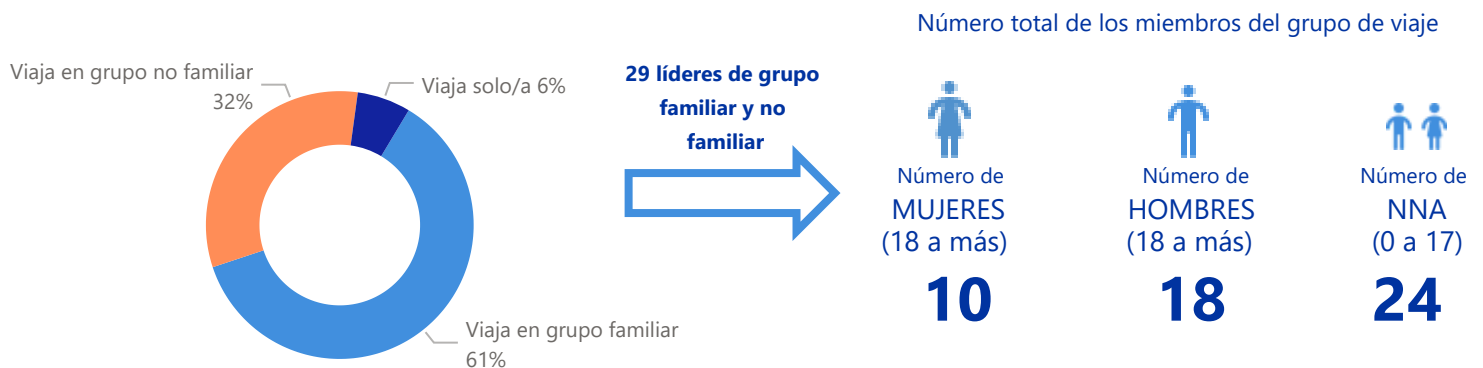 Número total de los miembros del grupo de viaje
Viaja en grupo no familiar
32%
Viaja solo/a 6%
Viaja en grupo familiar
61%
29 líderes de grupo
familiar y no
familiar
Número de
MUJERES
(18 a más)
10
Número de
HOMBRES
(18 a más)
18
Número de
NNA
(0 a 17)
24